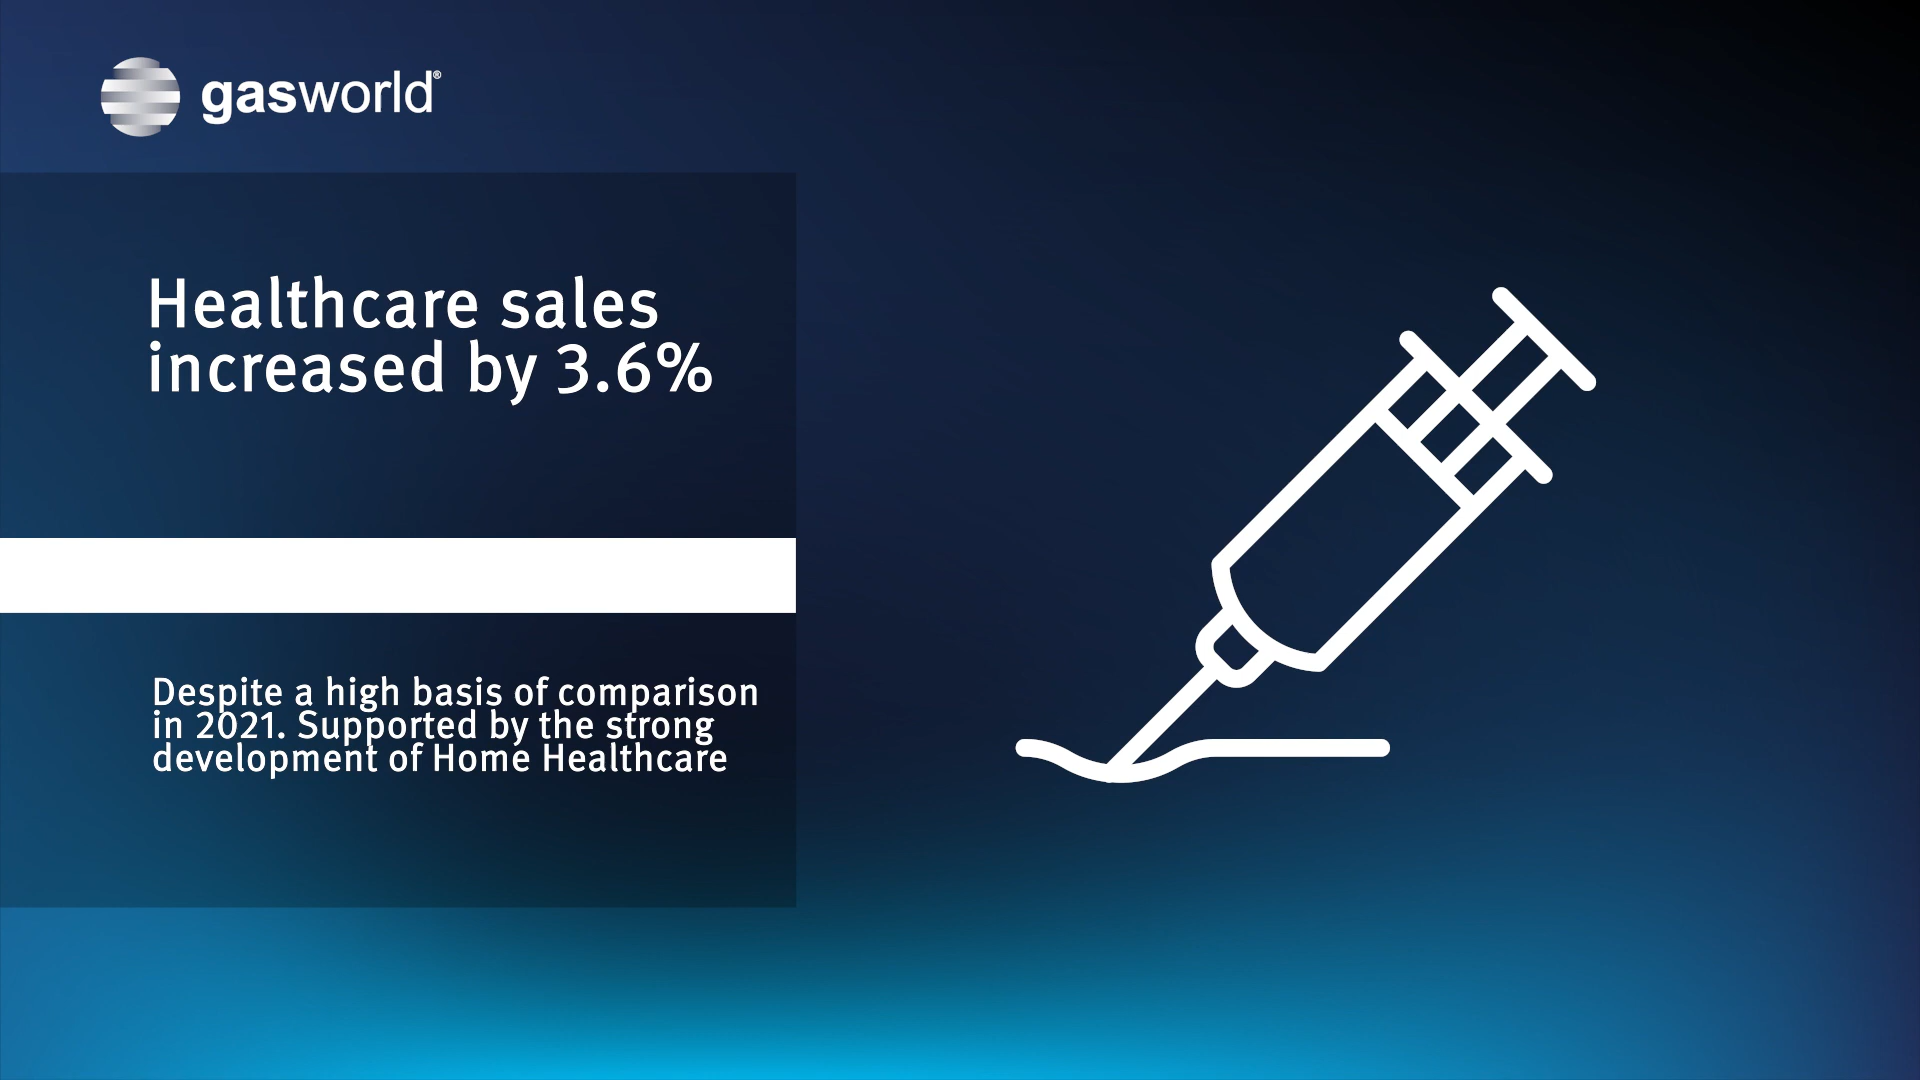 gasworld®
Healthcare sales
increased by 3.6%
Despite a high basis of comparison
in 2021. Supported by the strong
development of Home Healthcare